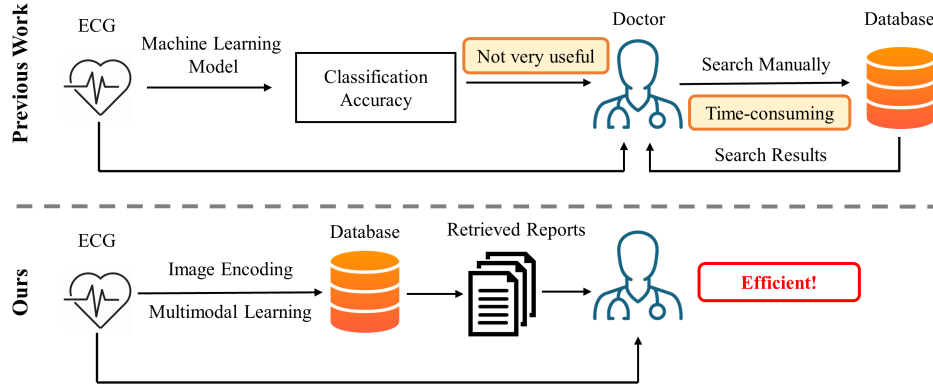 Previous Work
ECG
Machine Learning
Model
Classification
Accuracy
Not very useful
Doctor
Search Manually
Time-consuming
Search Results
Database
Ours
ECG
Image Encoding
Multimodal Learning
Database
Retrieved Reports
Efficient!